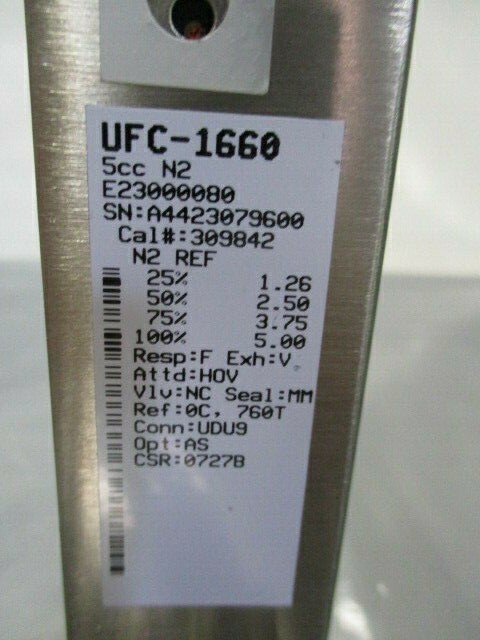 UFC-1660
5cc N2
E23000080
SN:A4423079600
Cal#:309842
N2 REF
25% 1.26
50% 2.50
75% 3.75
100% 5.00
Resp:F Exh:V
Attd:HOV
Vlv:NC Seal:MM
Ref:0C, 760T
Conn:UDU9
Opt:AS
CSR:0727B